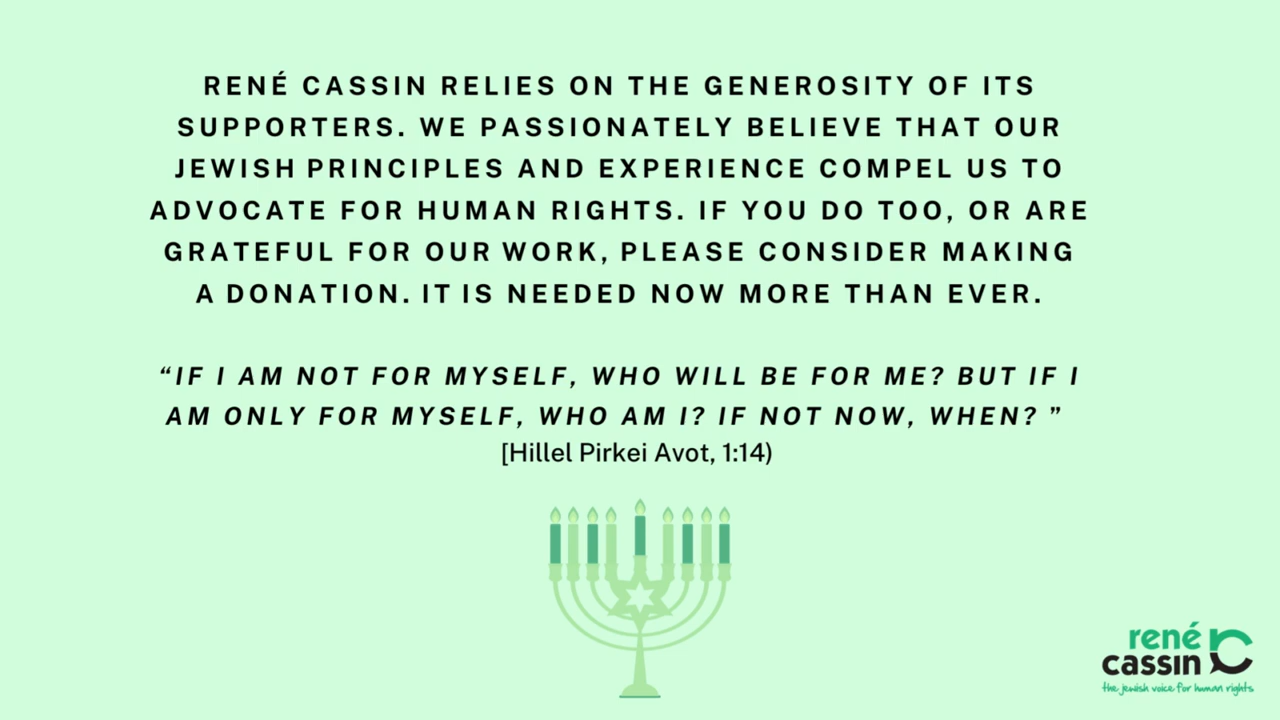 RENÉ CASSIN RELIES ON THE GENEROSITY OF ITS
SUPPORTERS. WE PASSIONATELY BELIEVE THAT OUR
JEWISH PRINCIPLES AND EXPERIENCE COMPEL US TO
ADVOCATE FOR HUMAN RIGHTS. IF YOU DO TOO, OR ARE
GRATEFUL FOR OUR WORK, PLEASE CONSIDER MAKING
A DONATION. IT IS NEEDED NOW MORE THAN EVER.
“IF I AM NOT FOR MYSELF, WHO WILL BE FOR ME? BUT IF I
AM ONLY FOR MYSELF, WHO AM I? IF NOT NOW, WHEN? ”
[Hillel Pirkei Avot, 1:14)
rené
cassin
the jewish voice for human rights